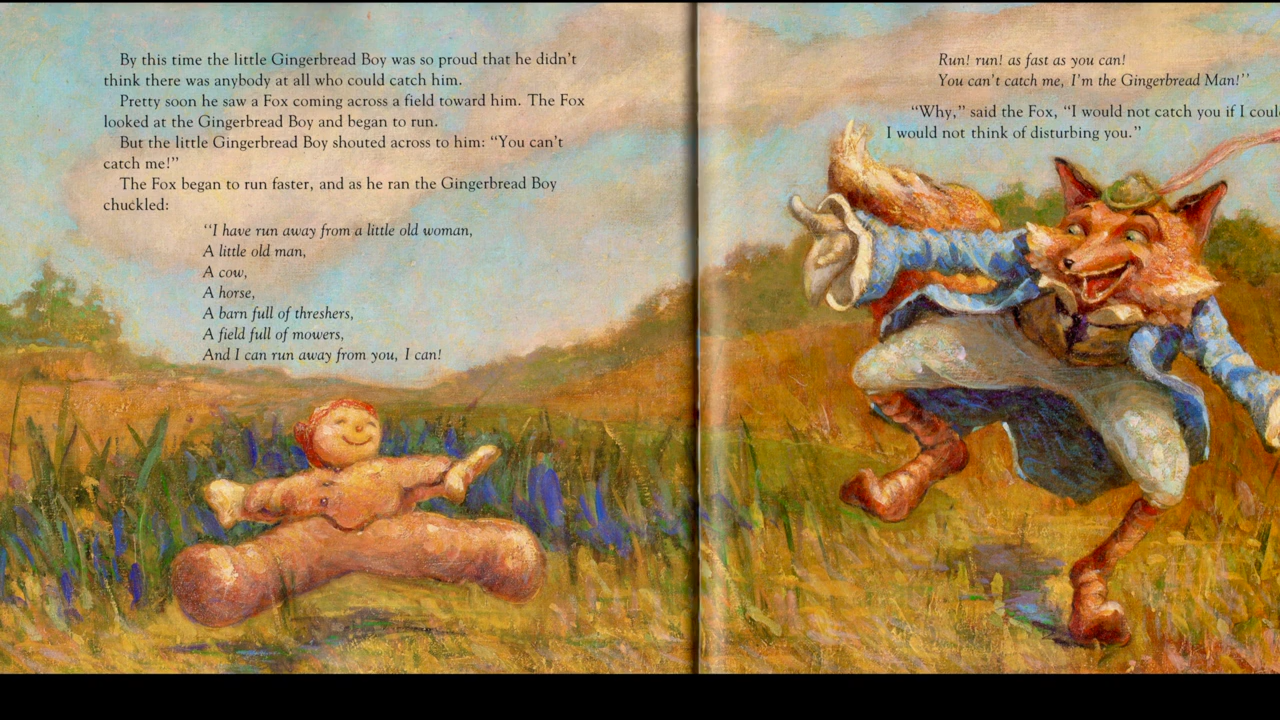 By this time the little Gingerbread Boy was so proud that he didn't
think there was anybody at all who could catch him.
Pretty soon he saw a Fox coming across a field toward him. The Fox
looked at the Gingerbread Boy and began to run.
But the little Gingerbread Boy shouted across to him: “You can't
catch me!”
The Fox began to run faster, and as he ran the Gingerbread Boy
chuckled:
“I have run away from a little old woman,
A little old man,
A cow,
A horse,
A barn full of threshers,
A field full of mowers,
And I can run away from you, I can!
Run! run! as fast as you can!
You can't catch me, I'm the Gingerbread Man!’’
“Why,” said the Fox, “I would not catch you if I
I would not think of disturbing you.”